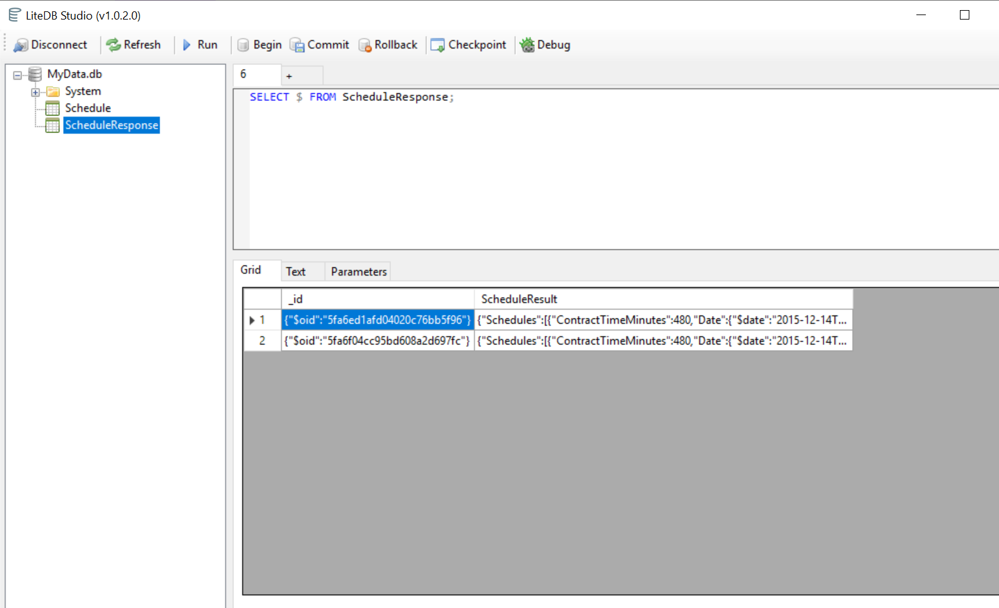 LiteDB Studio (v1.0.2.0)
Disconnect Refresh Run Begin Commit Rollback Checkpoint Debug
MyData.db
System
Schedule
ScheduleResponse
6 +
SELECT $ FROM ScheduleResponse;
Grid Text Parameters
_id ScheduleResult
1 {"$oid":"5fa6ed1afd04020c76bb5f96"} {"Schedules":[{"ContractTimeMinutes":480,"Date":{"$date":"2015-12-14T...
2 {"$oid":"5fa6f04cc95bd608a2d697fc"} {"Schedules":[{"ContractTimeMinutes":480,"Date":{"$date":"2015-12-14T...